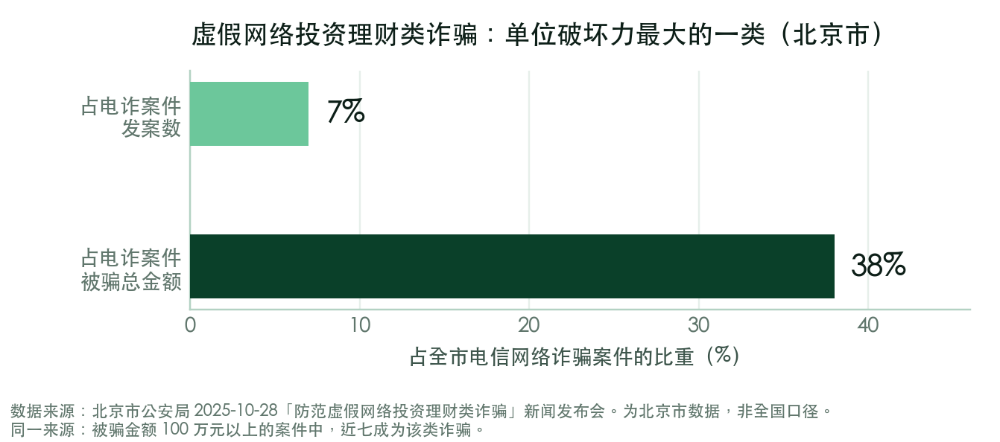 虚假网络投资理财类诈骗：单位破坏力最大的一类（北京市）
占电诈案件
发案数
7%
占电诈案件
被骗总金额
38%
0 10 20 30 40
占全市电信网络诈骗案件的比重（%）
数据来源：北京市公安局 2025-10-28「防范虚假网络投资理财类诈骗」新闻发布会。为北京市数据，非全国口径。
同一来源：被骗金额 100 万元以上的案件中，近七成为该类诈骗。